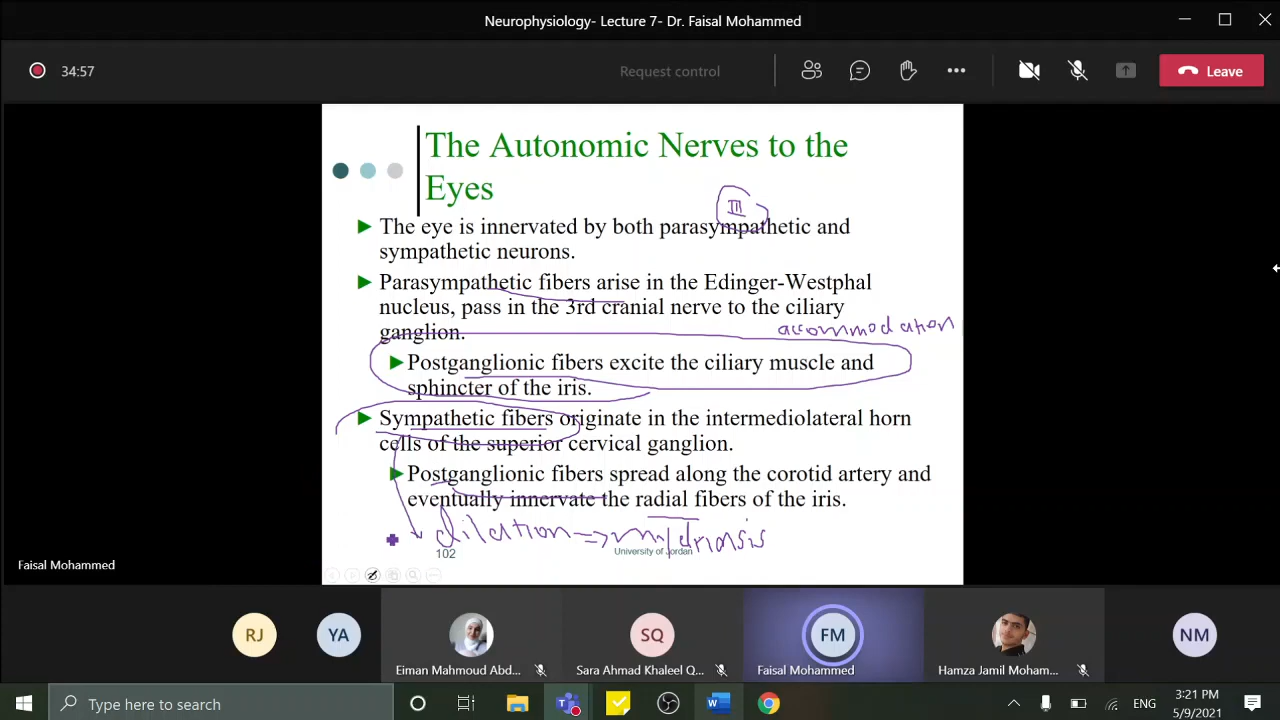 Neurophysiology- Lecture 7- Dr. Faisal Mohammed
34:57
Request control
Leave
The Autonomic Nerves to the
Eyes
III
The eye is innervated by both parasympathetic and
sympathetic neurons.
Parasympathetic fibers arise in the Edinger-Westphal
nucleus, pass in the 3rd cranial nerve to the ciliary
ganglion.
accommodation
Postganglionic fibers excite the ciliary muscle and
sphincter of the iris.
Sympathetic fibers originate in the intermediolateral horn
cells of the superior cervical ganglion.
Postganglionic fibers spread along the corotid artery and
eventually innervate the radial fibers of the iris.
dilation => mydriasis
102
University of Jordan
Faisal Mohammed
RJ
YA
SQ
FM
NM
Eiman Mahmoud Abd...
Sara Ahmad Khaleel Q...
Faisal Mohammed
Hamza Jamil Moham...
Type here to search
ENG
3:21 PM
5/9/2021